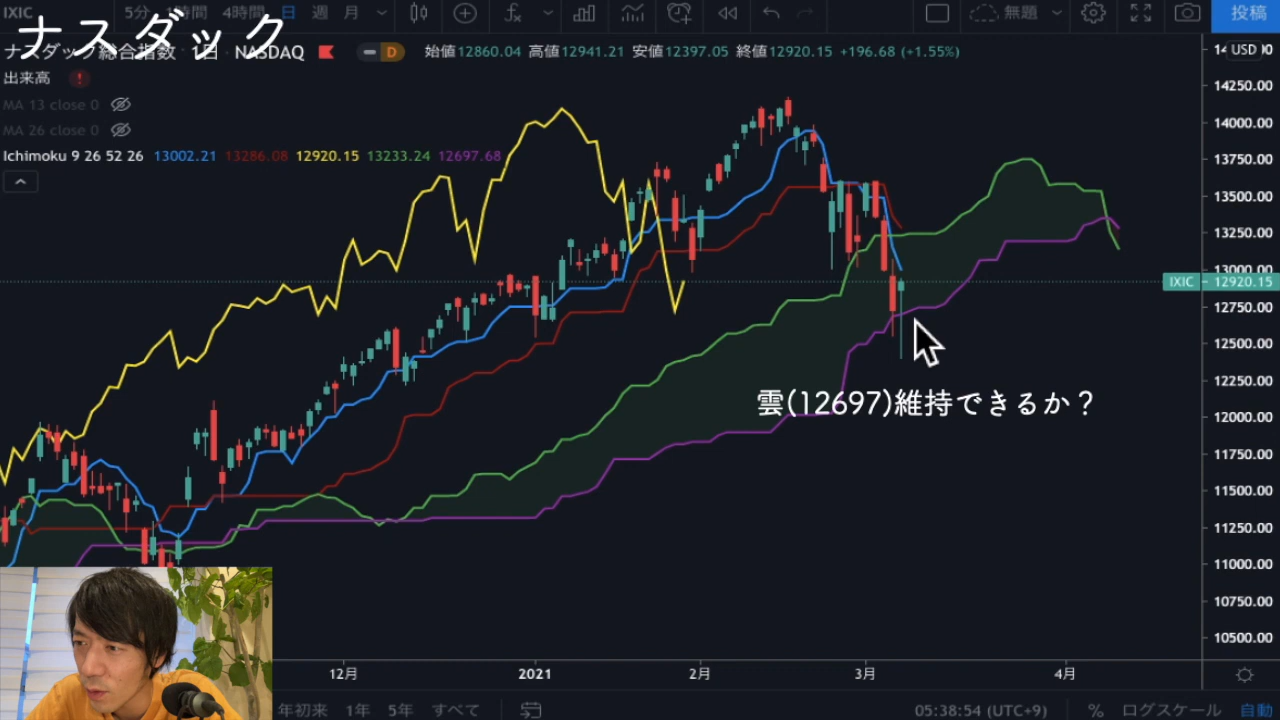 IXIC 5分 1時間 4時間 日 週 月 無題 投稿
ナスダック
ナスダック総合指数 1日 NASDAQ D 始値12860.04 高値12941.21 安値12397.05 終値12920.15 +196.68 (+1.55%)
USD
出来高
MA 13 close 0
MA 26 close 0
Ichimoku 9 26 52 26 13002.21 13286.08 12920.15 13233.24 12697.68
14250.00
14000.00
13750.00
13500.00
13250.00
13000.00
IXIC 12920.15
12750.00
12500.00
12250.00
雲(12697)維持できるか？
12000.00
11750.00
11500.00
11250.00
11000.00
10750.00
10500.00
12月 2021 2月 3月 4月
年初来 1年 5年 すべて 05:38:54 (UTC+9) % ログスケール 自動